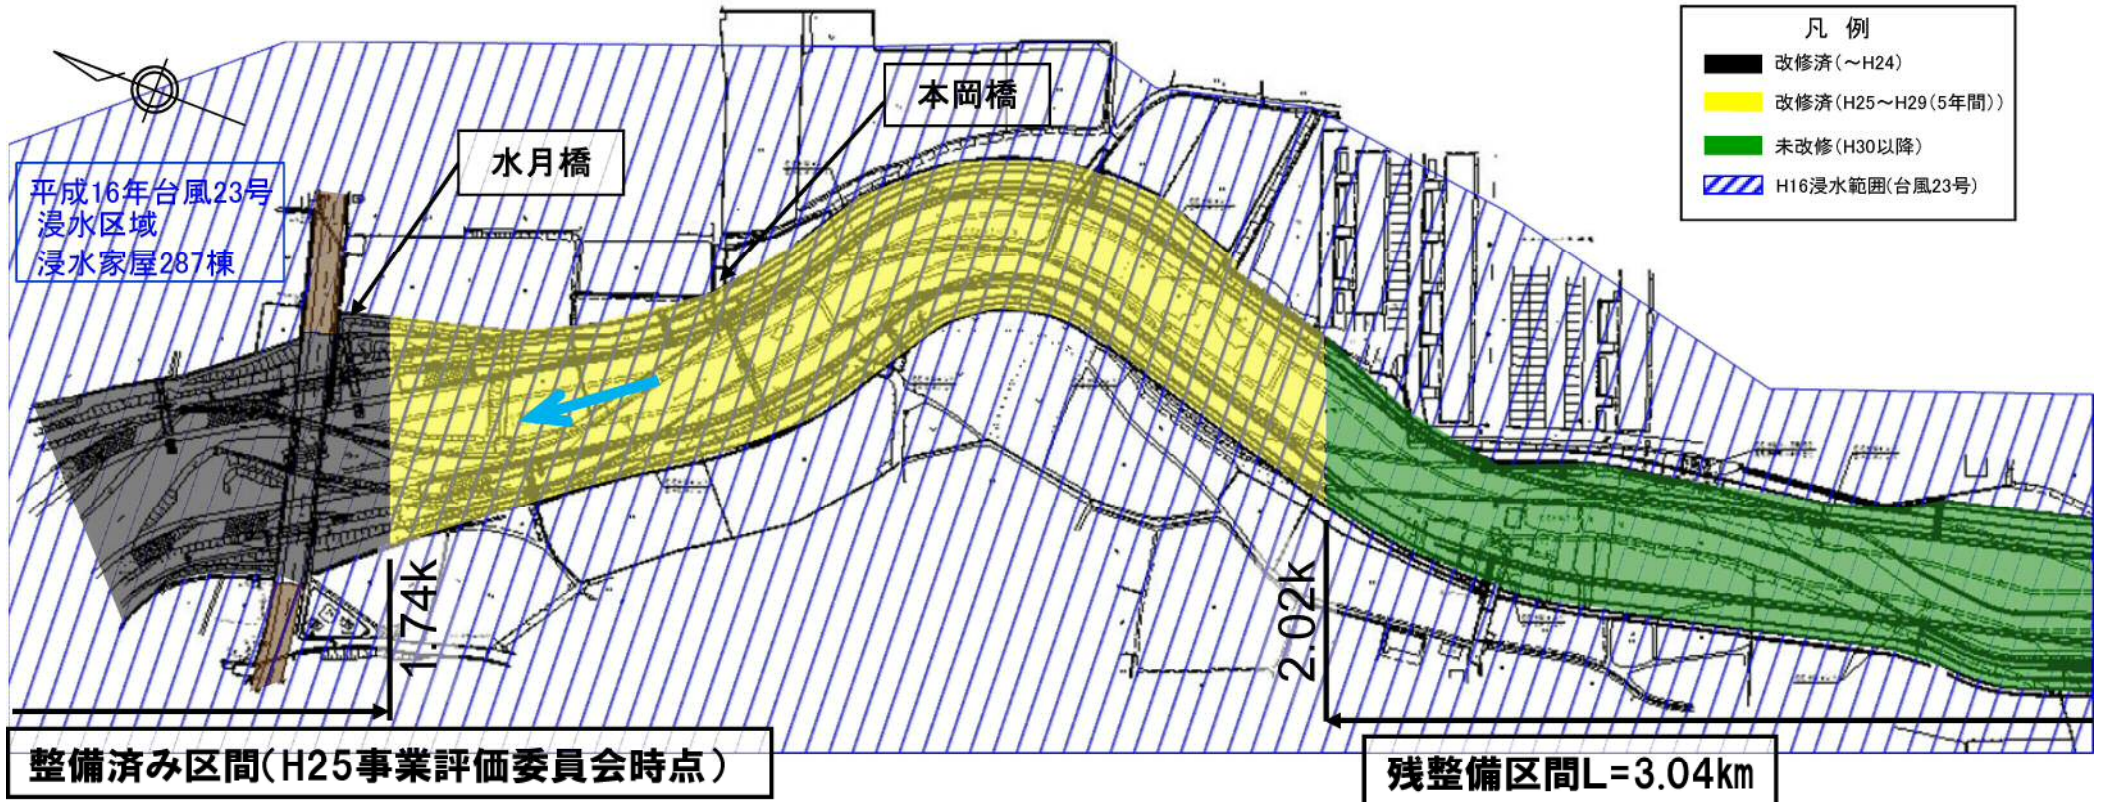 凡 例
改修済(～H24)
改修済(H25～H29(5年間))
未改修(H30以降)
H16浸水範囲(台風23号)
本岡橋
水月橋
平成16年台風23号
浸水区域
浸水家屋287棟
1.74k
2.02k
整備済み区間(H25事業評価委員会時点)
残整備区間L=3.04km